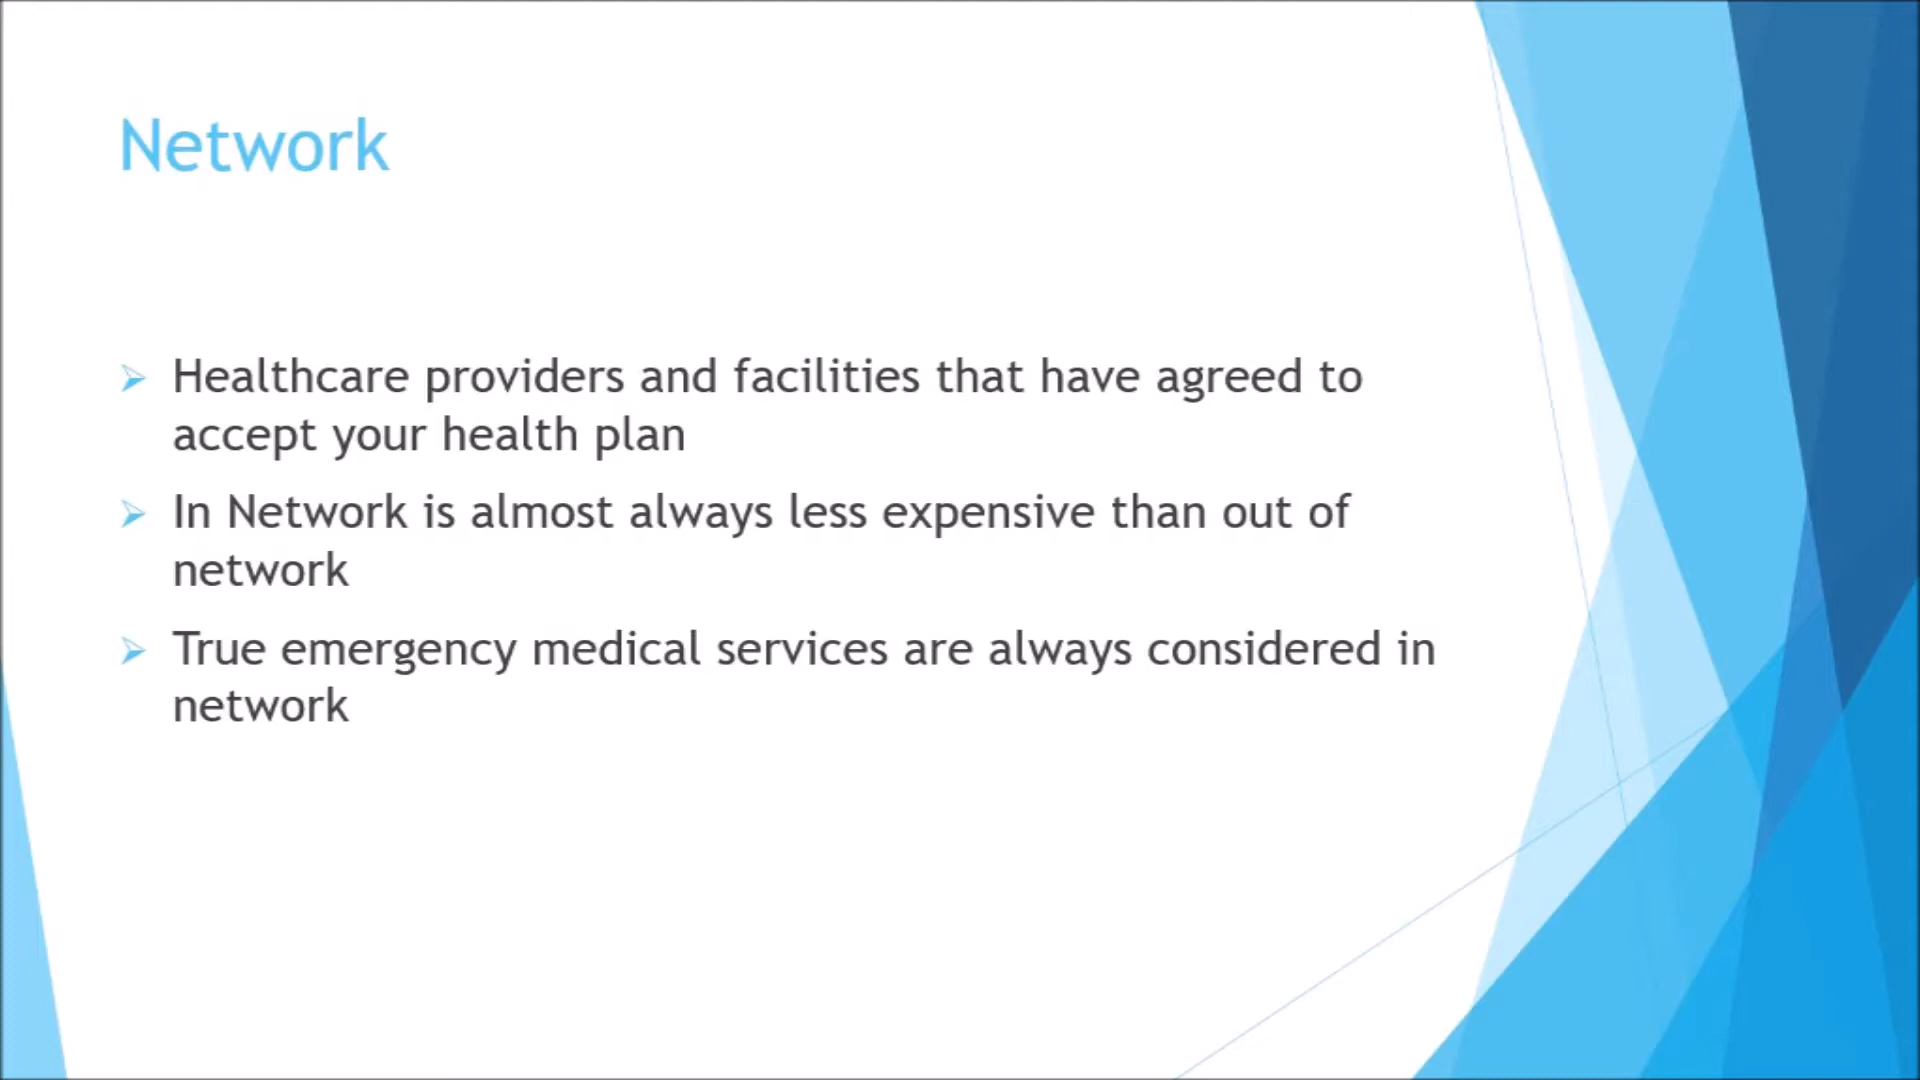 Network
Healthcare providers and facilities that have agreed to
accept your health plan
In Network is almost always less expensive than out of
network
True emergency medical services are always considered in
network